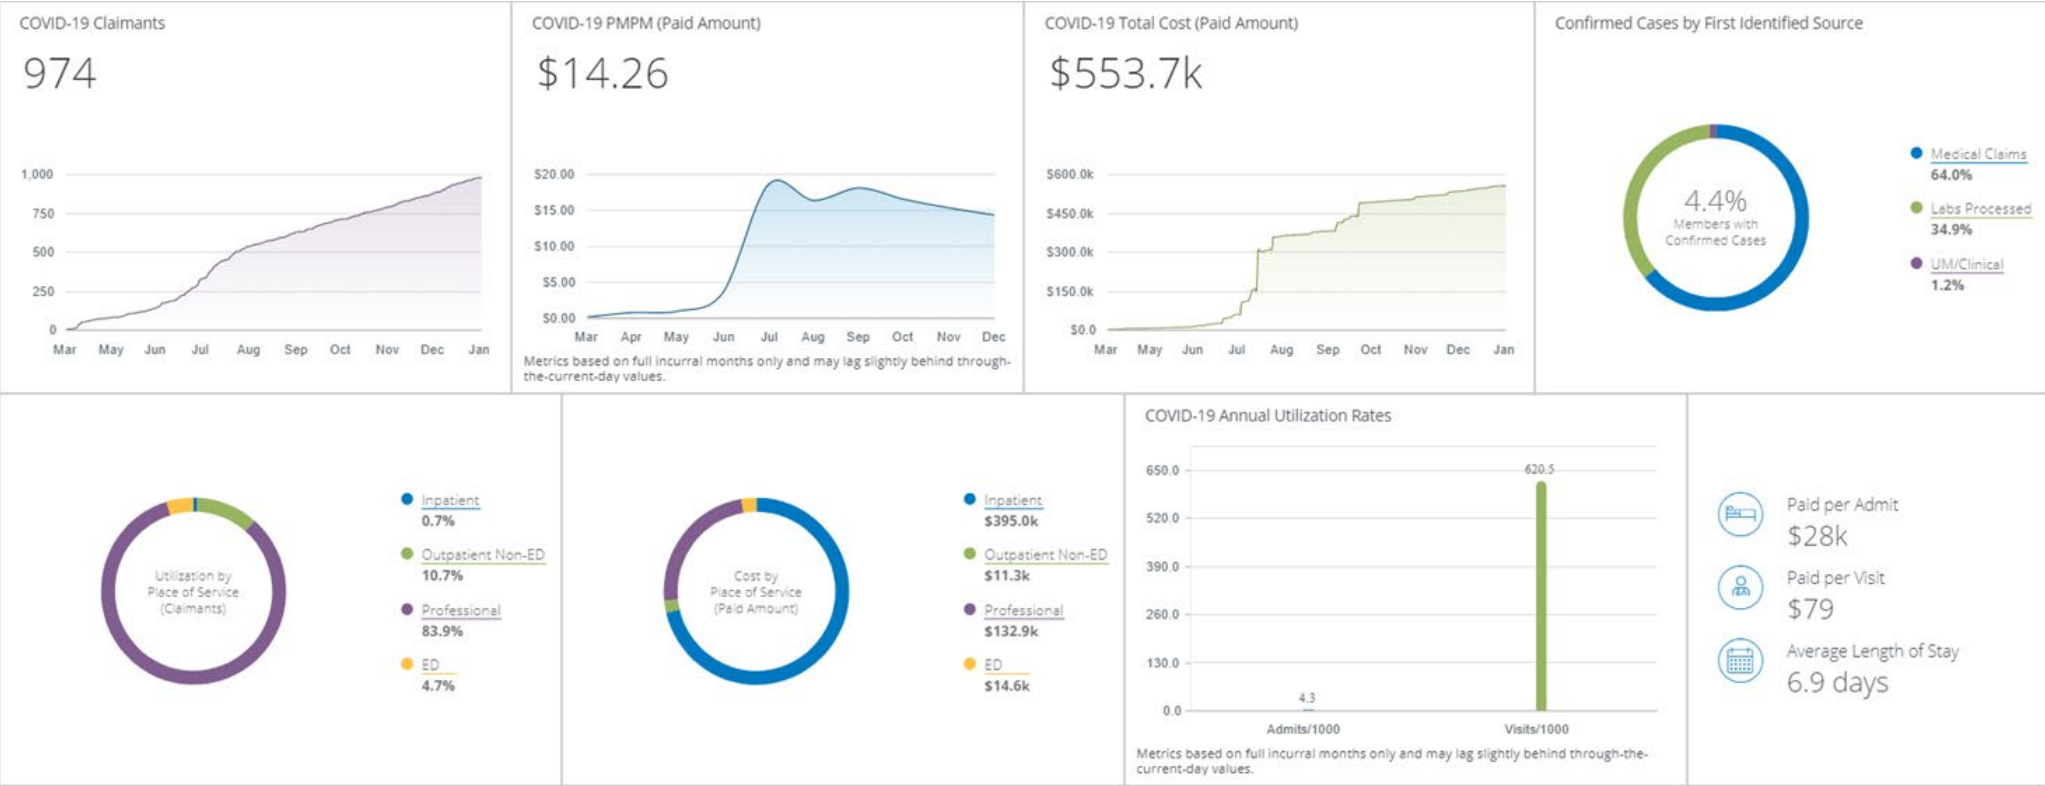 COVID-19 Claimants
974
1,000
750
500
250
0
Mar Apr May Jun Jul Aug Sep Oct Nov Dec Jan
COVID-19 PMPM (Paid Amount)
$14.26
$20.00
$15.00
$10.00
$5.00
$0.00
Mar Apr May Jun Jul Aug Sep Oct Nov Dec
Metrics based on full incurral months only and may lag slightly behind through-
the-current-day values.
COVID-19 Total Cost (Paid Amount)
$553.7k
$600.0k
$450.0k
$300.0k
$150.0k
$0.0
Mar May Jun Jul Aug Sep Oct Nov Dec Jan
Confirmed Cases by First Identified Source
4.4%
Members with
Confirmed Cases
Medical Claims
64.0%
Labs Processed
34.9%
UM/Clinical
1.2%
Utilization by
Place of Service
(Claimants)
Inpatient
0.7%
Outpatient Non-ED
10.7%
Professional
83.9%
ED
4.7%
Cost by
Place of Service
(Paid Amount)
Inpatient
$395.0k
Outpatient Non-ED
$11.3k
Professional
$132.9k
ED
$14.6k
COVID-19 Annual Utilization Rates
650.0
520.0
390.0
260.0
130.0
0.0
620.5
4.3
Admits/1000 Visits/1000
Metrics based on full incurral months only and may lag slightly behind through-the-
current-day values.
Paid per Admit
$28k
Paid per Visit
$79
Average Length of Stay
6.9 days